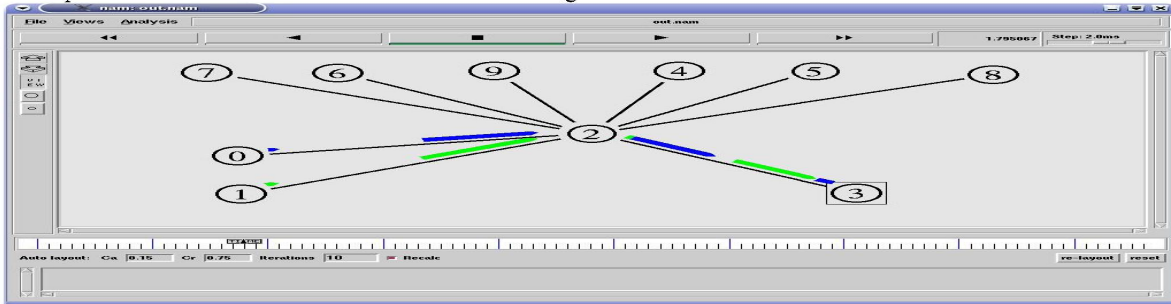 nam: out.nam
File Views Analysis out.nam
1.795067 Step: 2.0ms
7 6 9 4 5 8
V I
E W
2
0
1
3
Auto layout: Ca 0.15 Cr 0.75 Iterations 10 Recalc re-layout reset